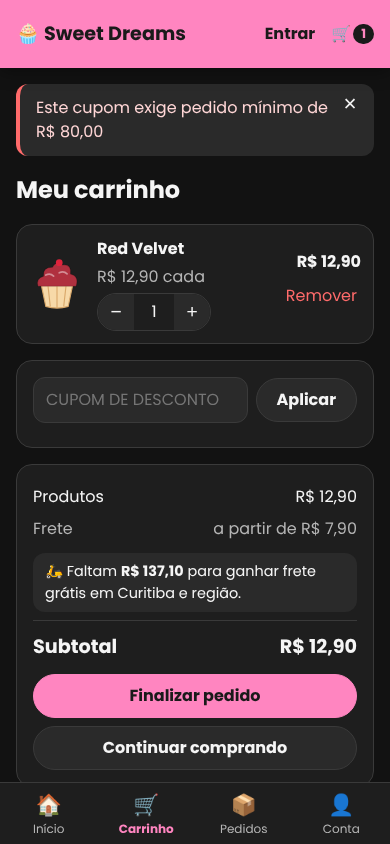 🧁 Sweet Dreams
Entrar
🛒 1
Este cupom exige pedido mínimo de
R$ 80,00
✕
Meu carrinho
Red Velvet
R$ 12,90 cada
− 1 +
R$ 12,90
Remover
CUPOM DE DESCONTO
Aplicar
Produtos R$ 12,90
Frete a partir de R$ 7,90
🛵 Faltam R$ 137,10 para ganhar frete
grátis em Curitiba e região.
Subtotal R$ 12,90
Finalizar pedido
Continuar comprando
Início Carrinho Pedidos Conta